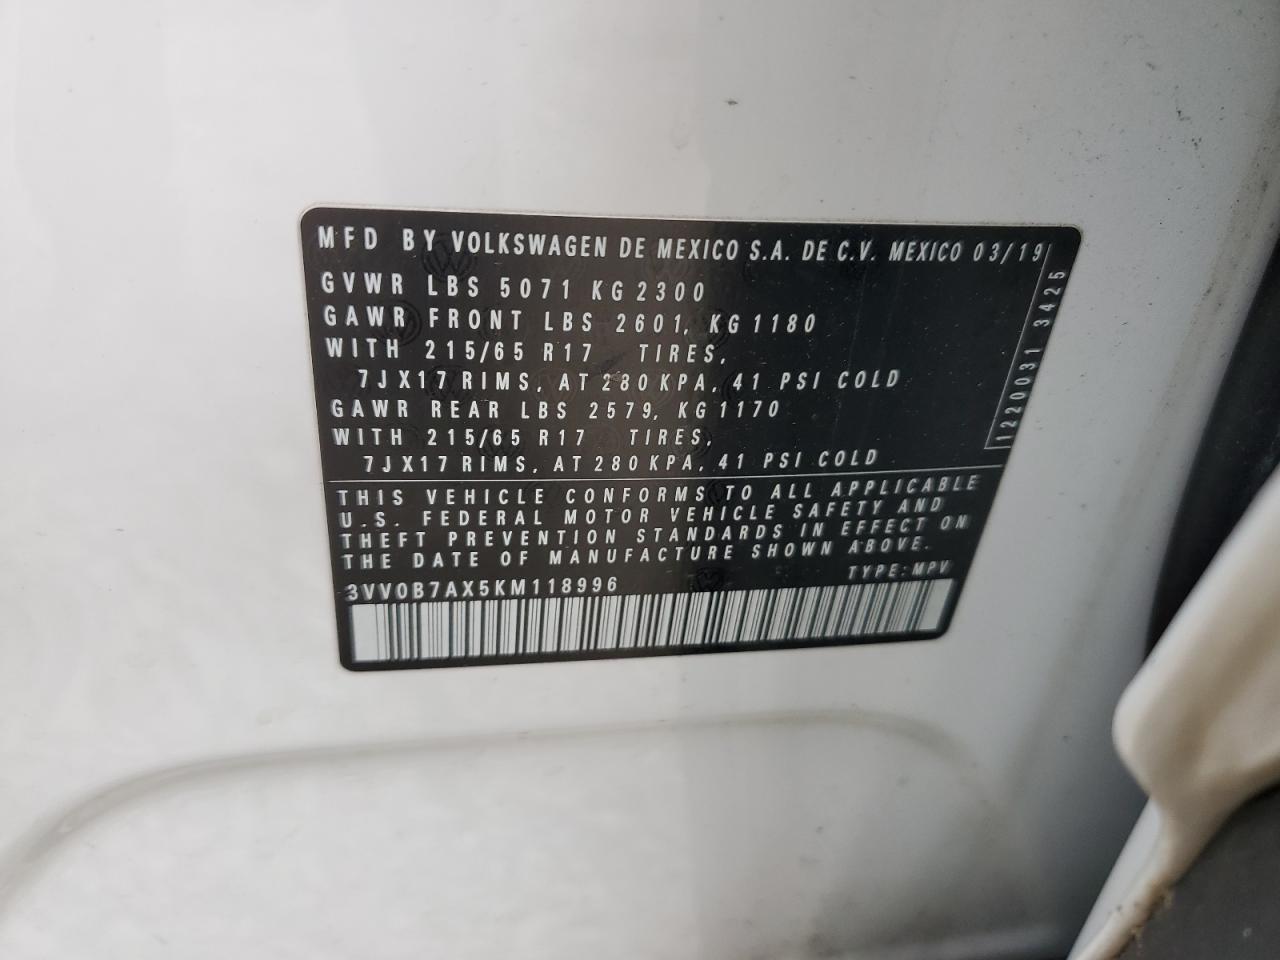 MFD BY VOLKSWAGEN DE MEXICO S.A. DE C.V. MEXICO 03/19
GVWR LBS 5071 KG 2300
GAWR FRONT LBS 2601, KG 1180
WITH 215/65 R17 TIRES,
7JX17 RIMS, AT 280 KPA, 41 PSI COLD
GAWR REAR LBS 2579, KG 1170
WITH 215/65 R17 TIRES,
7JX17 RIMS, AT 280 KPA, 41 PSI COLD
1220031 3425
THIS VEHICLE CONFORMS TO ALL APPLICABLE
U.S. FEDERAL MOTOR VEHICLE SAFETY AND
THEFT PREVENTION STANDARDS IN EFFECT ON
THE DATE OF MANUFACTURE SHOWN ABOVE.
TYPE: MPV
3VV0B7AX5KM118996